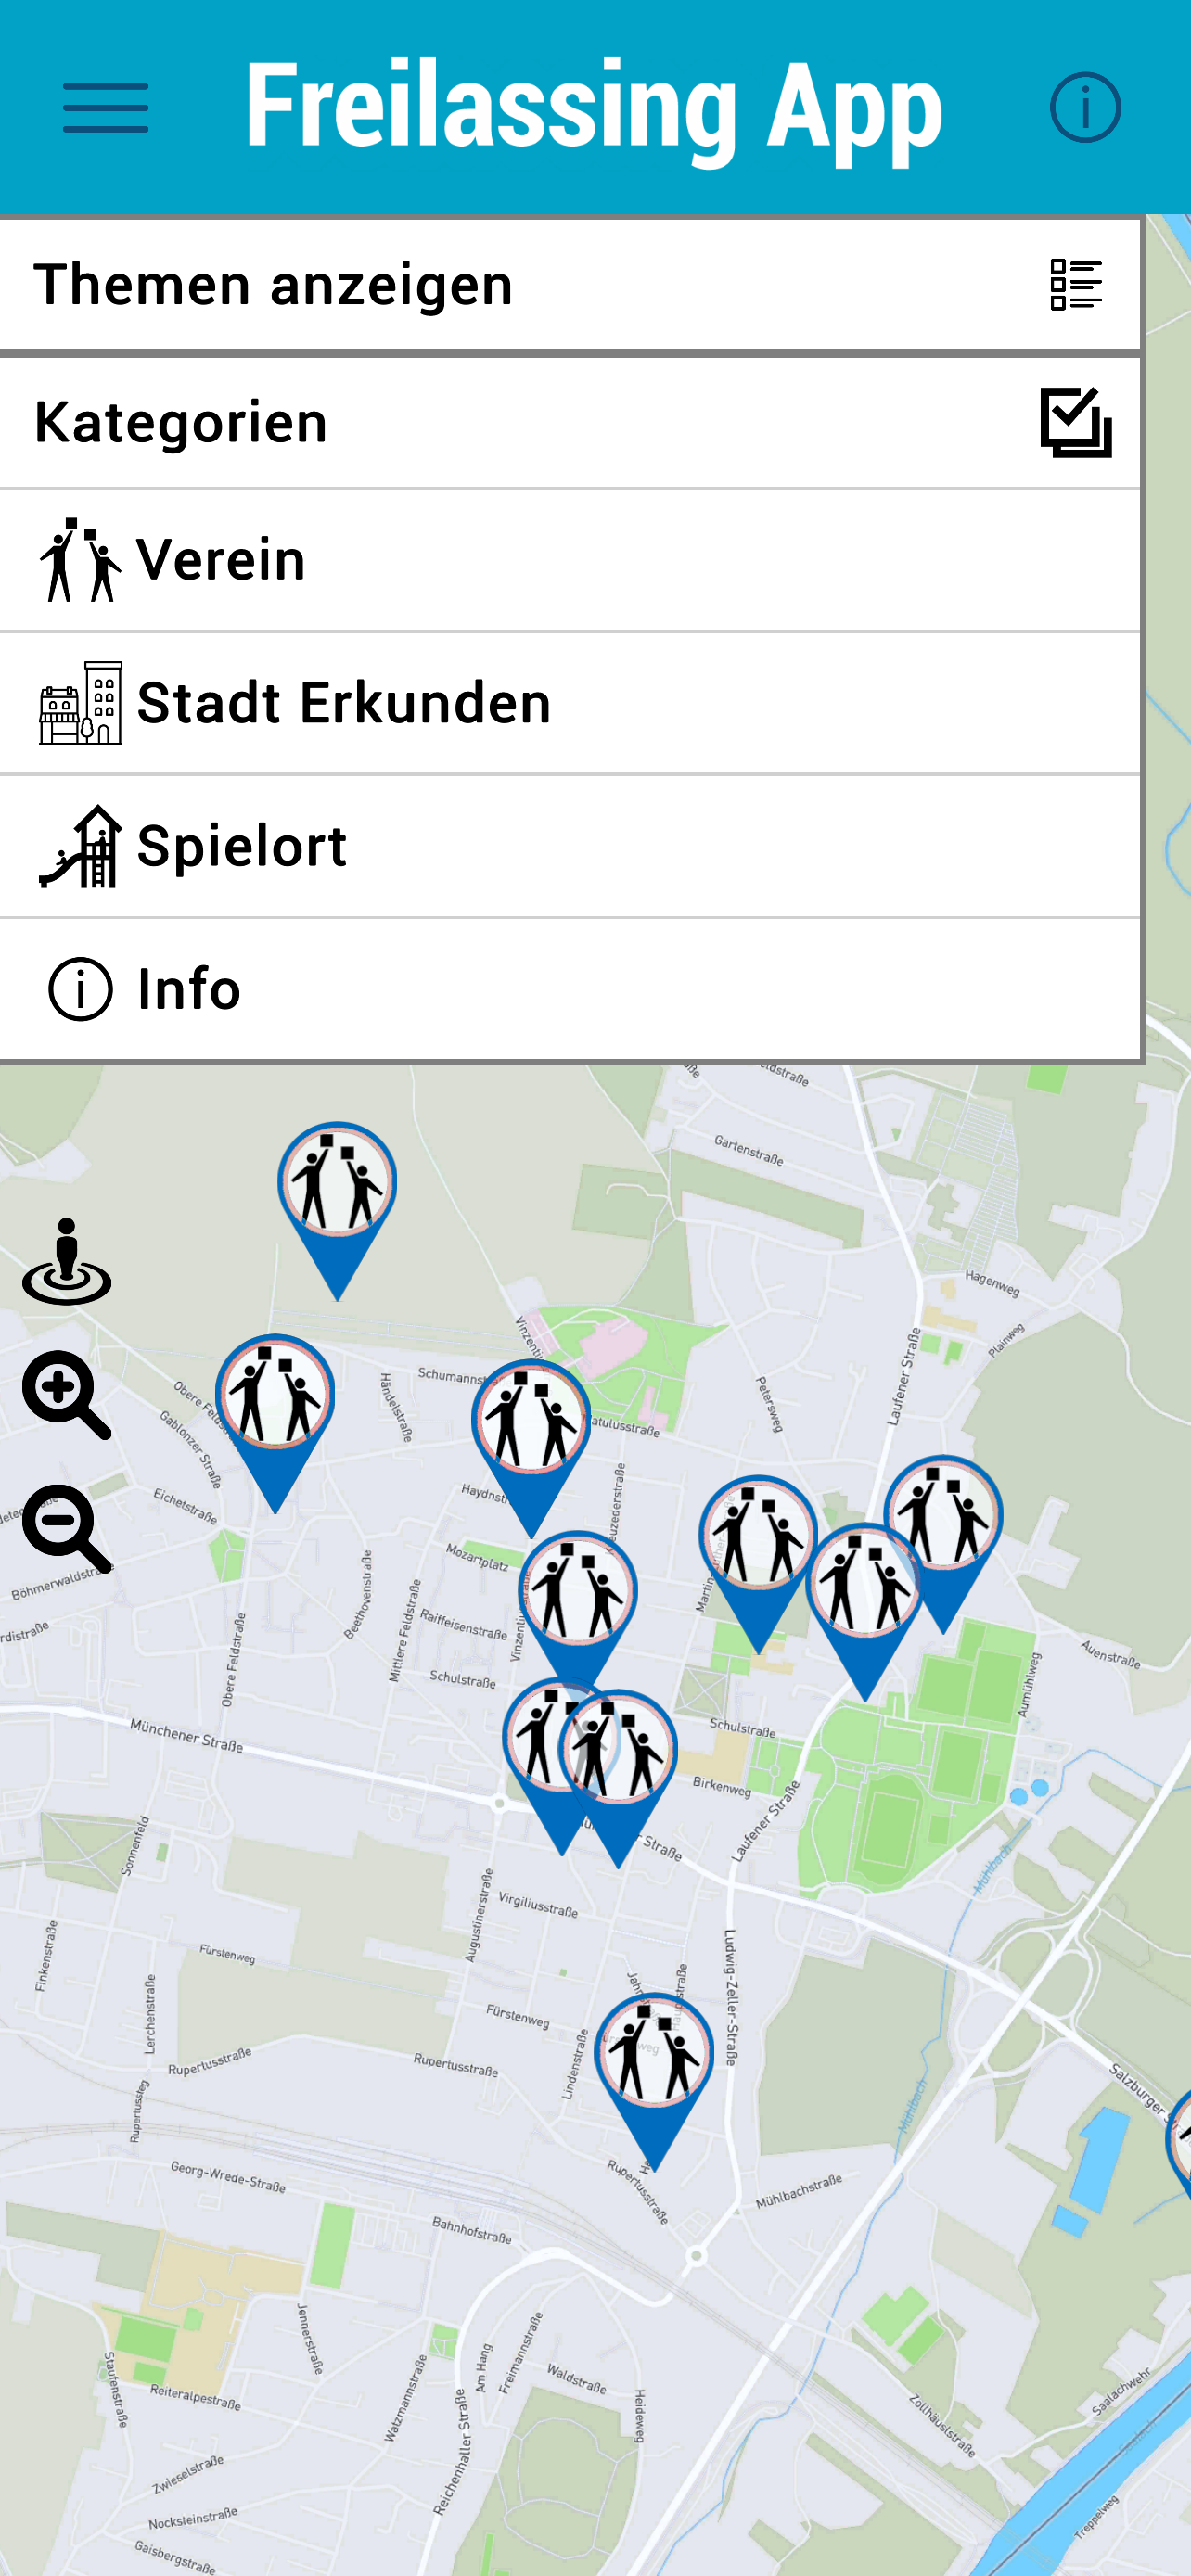 Freilassing App
Themen anzeigen
Kategorien
Verein
Stadt Erkunden
Spielort
Info
Gartenstraße
Hagenweg
Plainweg
Laufener Straße
Petersweg
Händelstraße
Gablonzer Straße
Eichetstraße
Mozartplatz
Beethovenstraße
Mittlere Feldstraße
Raiffeisenstraße
Schulstraße
Obere Feldstraße
Münchener Straße
Schulstraße
Birkenweg
Laufener Straße
Straße
Auenstraße
Aumühlweg
Mühlbach
Sonnenfeld
Virgiliusstraße
Augustinerstraße
Finkenstraße
Fürstenweg
Lerchenstraße
Fürstenweg
Ludwig-Zeller-Straße
Rupertusstraße
Rupertusstraße
Lindenstraße
Rupertussteg
Mühlbach
Georg-Wrede-Straße
Rupertusstraße
Mühlbachstraße
Bahnhofstraße
Salzburger
Jennerstraße
Staufenstraße
Reiteralpestraße
Watzmannstraße
Am Hang
Freimannstraße
Waldstraße
Heideweg
Reichenhaller Straße
Zollhäuslstraße
Saalachwehr
Saalach
Zwieselstraße
Nocksteinstraße
Gaisbergstraße
Treppelweg